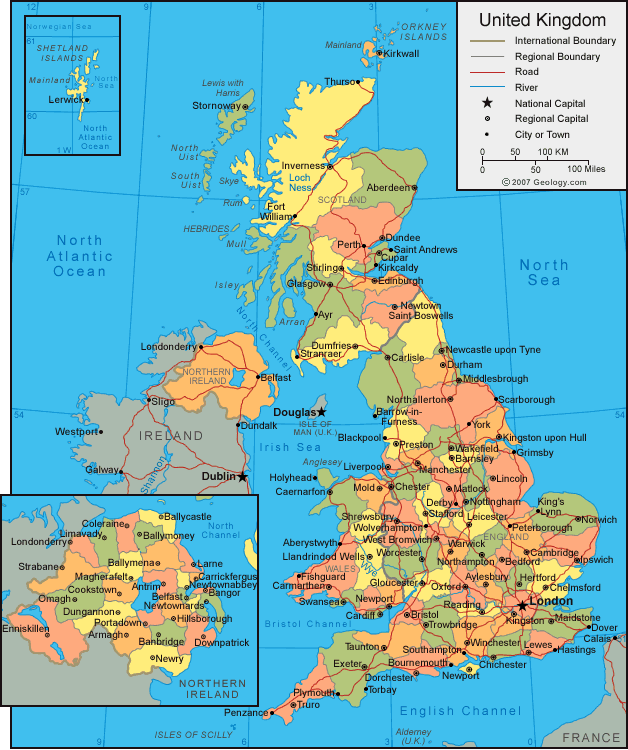 12
9
6
3
United Kingdom
International Boundary
Regional Boundary
Road
River
National Capital
Regional Capital
City or Town
0 50 100 KM
0 50 100 Miles
© 2007 Geology.com
Norwegian Sea
61
SHETLAND
ISLANDS
Mainland
North
Sea
Lerwick
60
North
Atlantic
Ocean
1 W
ORKNEY
ISLANDS
Mainland
Kirkwall
Thurso
Lewis with
Harris
Stornoway
North
Uist
South
Uist
Skye
Rum
HEBRIDES
Mull
Inverness
Loch
Ness
Aberdeen
SCOTLAND
Fort
William
57
North
Atlantic
Ocean
North
Sea
Dundee
Perth
Saint Andrews
Cupar
Kirkcaldy
Stirling
Edinburgh
Glasgow
Isley
Arran
Ayr
Newtown
Saint Boswells
North Channel
Dumfries
Stranraer
Carlisle
Newcastle upon Tyne
Durham
Middlesbrough
Londonderry
NORTHERN
IRELAND
Belfast
Sligo
Douglas
ISLE OF
MAN (U.K.)
Northallerton
Scarborough
54
54
Barrow-in-
Furness
York
Westport
IRELAND
Dundalk
Irish Sea
Blackpool
Preston
Kingston upon Hull
Wakefield
Barnsley
Grimsby
Galway
Shannon
Dublin
Anglesey
Holyhead
Caernarfon
Liverpool
Manchester
Lincoln
Mold
Chester
Matlock
Derby
Nottingham
King's
Lynn
Norwich
Shrewsbury
Stafford
Leicester
Wolverhampton
Peterborough
Aberystwyth
West Bromwich
ENGLAND
Llandrindod Wells
Worcester
Warwick
Cambridge
Ipswich
Northampton
Bedford
WALES
Wye
Fishguard
Carmarthen
Gloucester
Aylesbury
Hertford
Chelmsford
Oxford
Swansea
Newport
London
Reading
Cardiff
Bristol
Kingston
Maidstone
Bristol Channel
Trowbridge
Dover
Calais
Taunton
Winchester
Lewes
Hastings
Southampton
Exeter
Bournemouth
Chichester
Dorchester
Newport
Plymouth
Torbay
Truro
Penzance
English Channel
ISLES OF SCILLY
Alderney
(U.K.)
FRANCE
9
6
3
0
Ballycastle
Coleraine
North
Channel
Limavady
Ballymoney
Londonderry
Strabane
Ballymena
Larne
Magherafelt
Carrickfergus
Cookstown
Antrim
Newtownabbey
Omagh
Belfast
Bangor
Dungannon
Newtownards
Enniskillen
Portadown
Hillsborough
Armagh
Banbridge
Downpatrick
Newry
NORTHERN
IRELAND